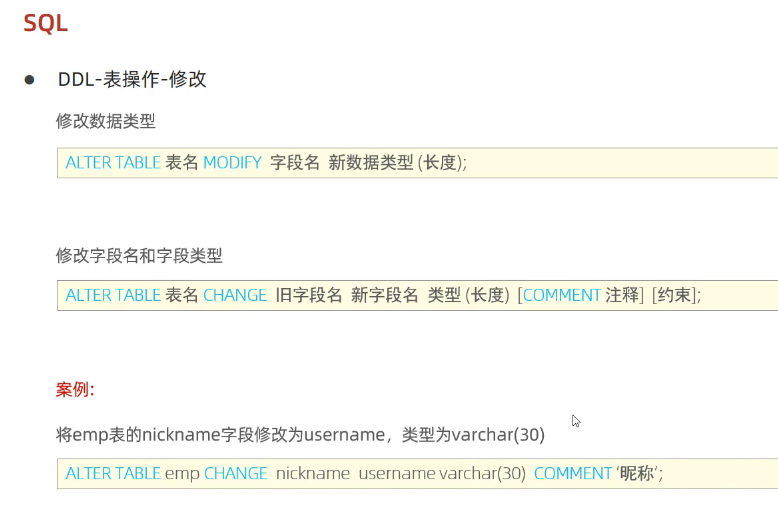 SQL
DDL-表操作-修改
修改数据类型
ALTER TABLE 表名 MODIFY 字段名 新数据类型 (长度);
修改字段名和字段类型
ALTER TABLE 表名 CHANGE 旧字段名 新字段名 类型 (长度) [COMMENT 注释] [约束];
案例:
将emp表的nickname字段修改为username，类型为varchar(30)
ALTER TABLE emp CHANGE nickname username varchar(30) COMMENT ‘昵称’;